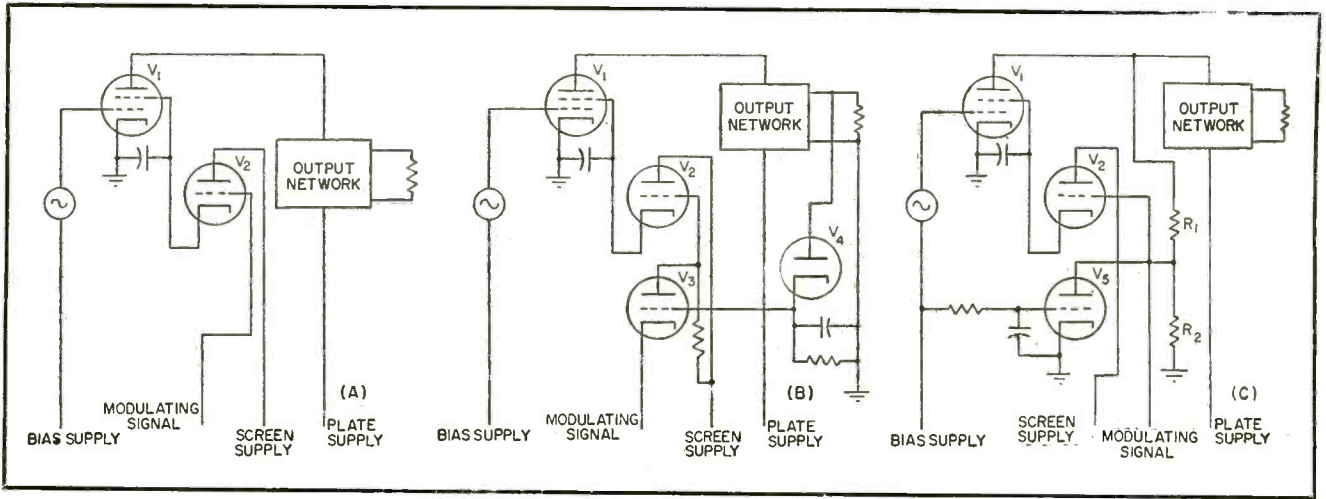 V1
V2
OUTPUT
NETWORK
(A)
MODULATING
SIGNAL
BIAS SUPPLY
SCREEN
SUPPLY
PLATE
SUPPLY
V1
OUTPUT
NETWORK
V2
V4
V3
(B)
MODULATING
SIGNAL
BIAS SUPPLY
SCREEN
SUPPLY
PLATE
SUPPLY
V1
OUTPUT
NETWORK
V2
R1
V5
R2
(C)
BIAS SUPPLY
SCREEN
SUPPLY
MODULATING
SIGNAL
PLATE
SUPPLY